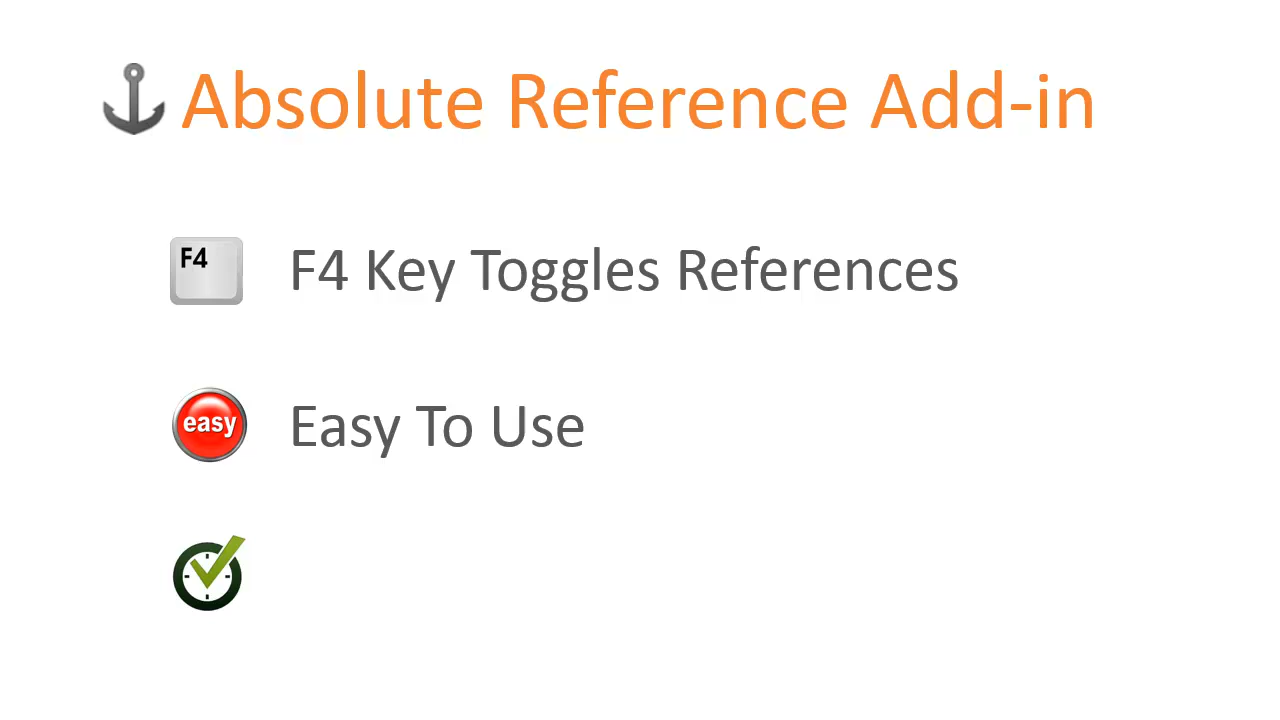 Absolute Reference Add-in
F4
F4 Key Toggles References
easy
Easy To Use